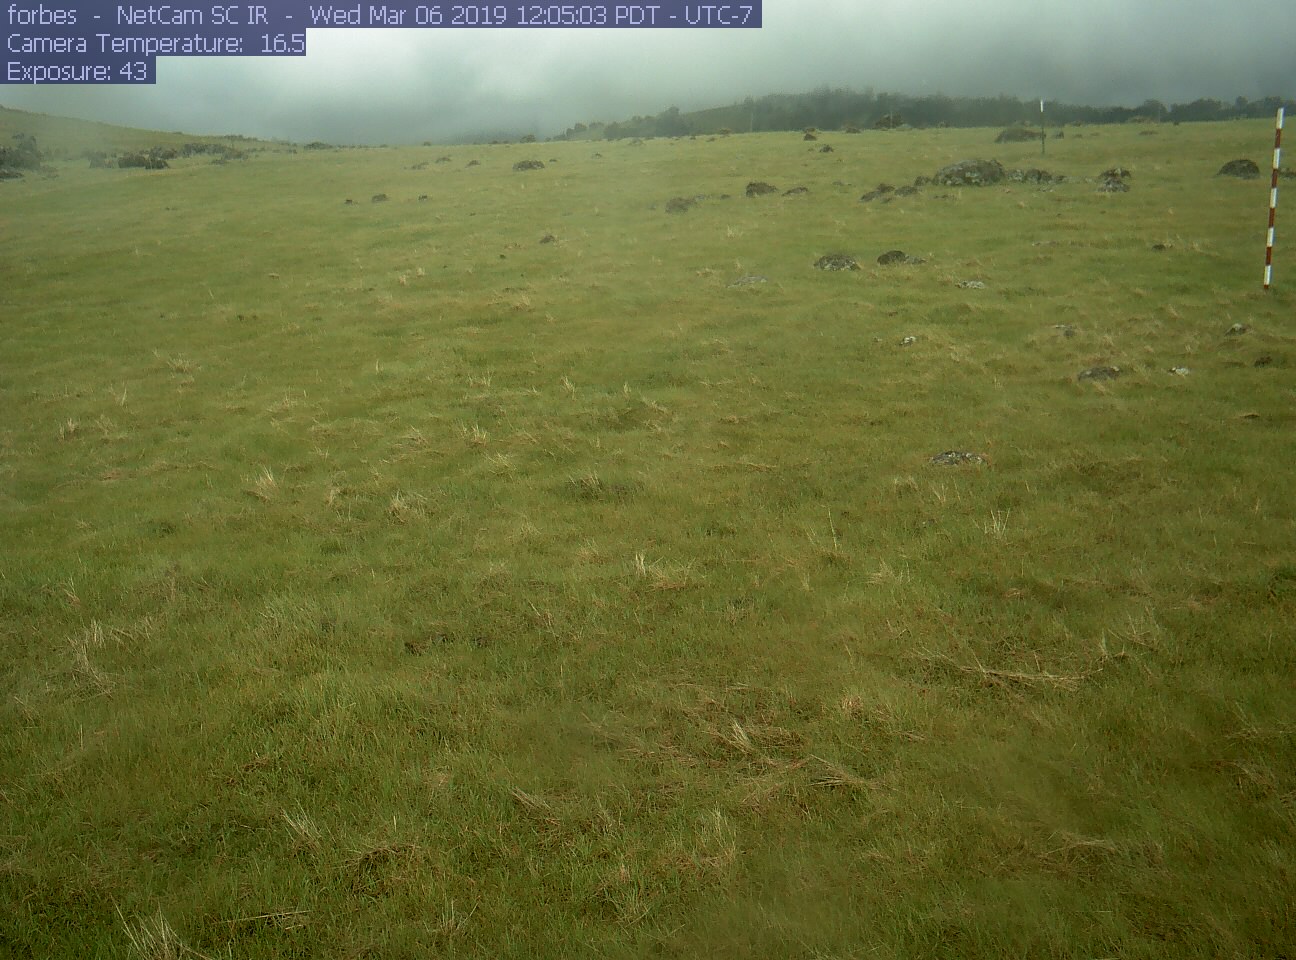 forbes - NetCam SC IR - Wed Mar 06 2019 12:05:03 PDT - UTC-7
Camera Temperature: 16.5
Exposure: 43